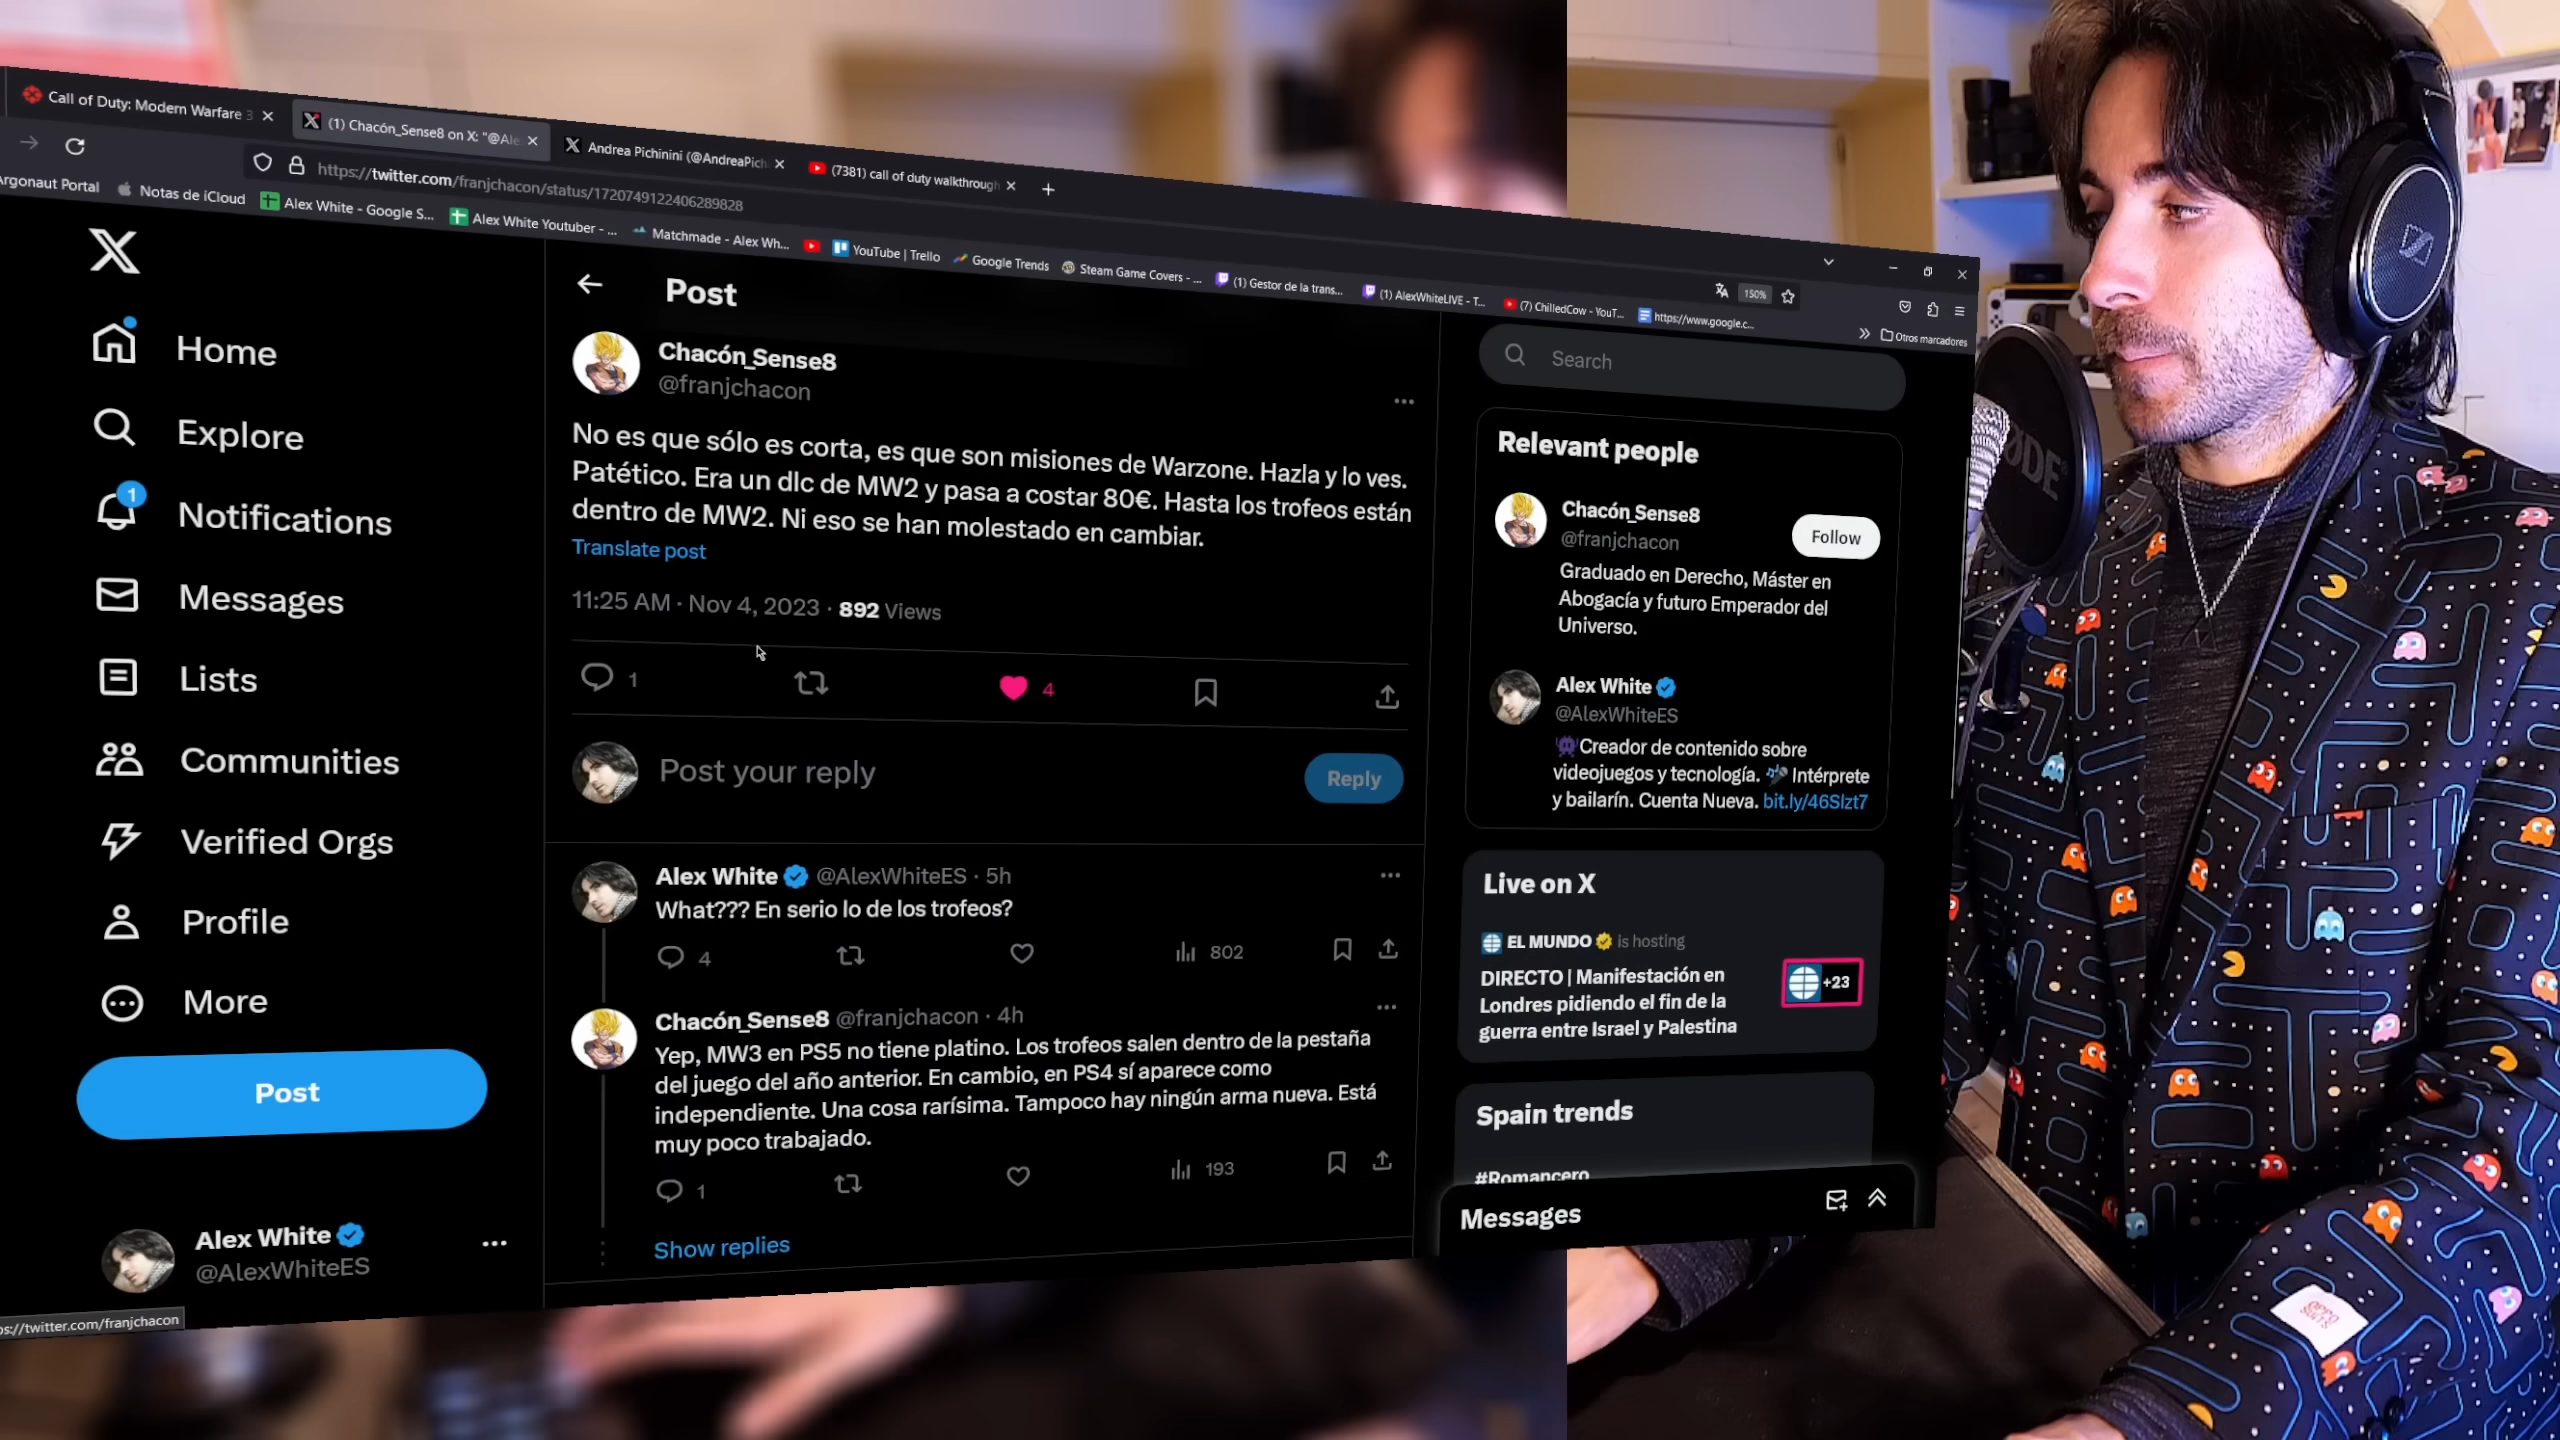 Call of Duty: Modern Warfare 3
(1) Chacón_Sense8 on X: "@Ale
Andrea Pichinini (@AndreaPich
(7381) call of duty walkthrough
https://twitter.com/franjchacon/status/1720749122406289828
150%
Argonaut Portal
Notas de iCloud
Alex White - Google S...
Alex White Youtuber - ...
Matchmade - Alex Wh...
YouTube | Trello
Google Trends
Steam Game Covers - ...
(1) Gestor de la trans...
(1) AlexWhiteLIVE - T...
(7) ChilledCow - YouT...
https://www.google.c...
Otros marcadores
Home
Explore
1
Notifications
Messages
Lists
Communities
Verified Orgs
Profile
More
Post
Alex White
@AlexWhiteES
ps://twitter.com/franjchacon
Post
Chacón_Sense8
@franjchacon
No es que sólo es corta, es que son misiones de Warzone. Hazla y lo ves.
Patético. Era un dlc de MW2 y pasa a costar 80€. Hasta los trofeos están
dentro de MW2. Ni eso se han molestado en cambiar.
Translate post
11:25 AM · Nov 4, 2023 · 892 Views
1
4
Post your reply
Reply
Alex White @AlexWhiteES · 5h
What??? En serio lo de los trofeos?
4
802
Chacón_Sense8 @franjchacon · 4h
Yep, MW3 en PS5 no tiene platino. Los trofeos salen dentro de la pestaña
del juego del año anterior. En cambio, en PS4 sí aparece como
independiente. Una cosa rarísima. Tampoco hay ningún arma nueva. Está
muy poco trabajado.
1
193
Show replies
Search
Relevant people
Chacón_Sense8
@franjchacon
Follow
Graduado en Derecho, Máster en
Abogacía y futuro Emperador del
Universo.
Alex White
@AlexWhiteES
Creador de contenido sobre
videojuegos y tecnología. Intérprete
y bailarín. Cuenta Nueva. bit.ly/46Slzt7
Live on X
EL MUNDO is hosting
DIRECTO | Manifestación en
Londres pidiendo el fin de la
guerra entre Israel y Palestina
+23
Spain trends
#Romancero
Messages
OPPO
SUITS